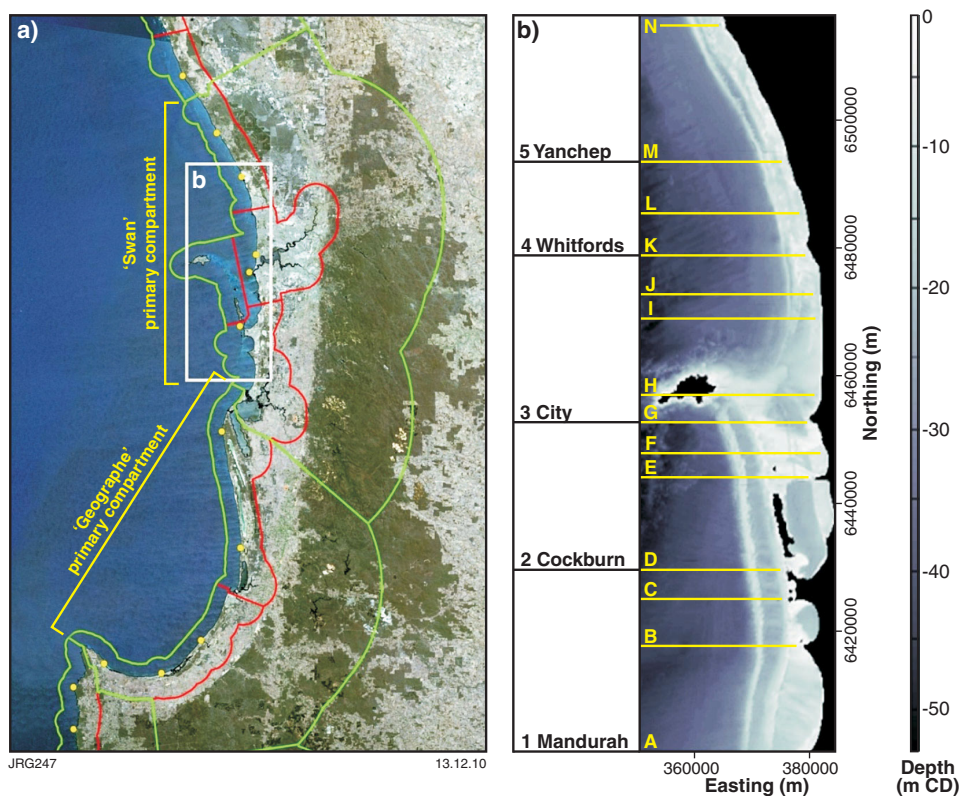 a)
'Swan'
primary compartment
b
'Geographe'
primary compartment
JRG247
13.12.10
b)
N
5 Yanchep
M
L
4 Whitfords
K
J
I
H
3 City
G
F
E
2 Cockburn
D
C
B
1 Mandurah
A
6500000
6480000
6460000
6440000
6420000
Northing (m)
360000
380000
Easting (m)
0
-10
-20
-30
-40
-50
Depth
(m CD)